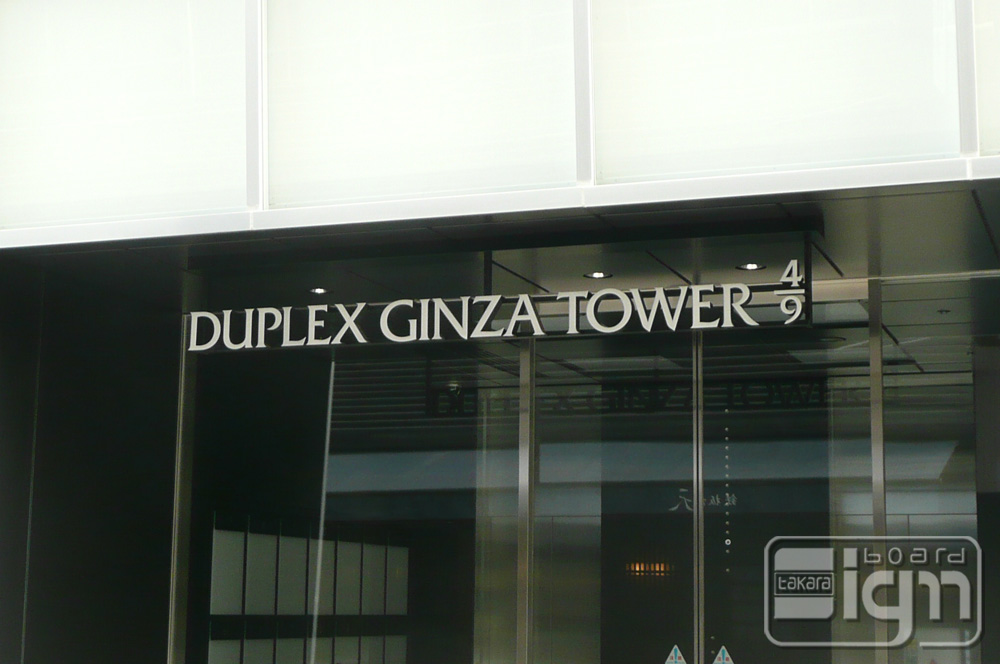 DUPLEX GINZA TOWER 4/9
takara
board
sign